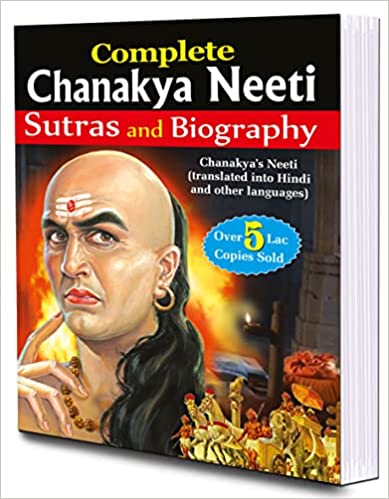 Complete
Chanakya Neeti
Sutras and Biography
Chanakya's Neeti
(translated into Hindi
and other languages)
Over 5 Lac
Copies Sold